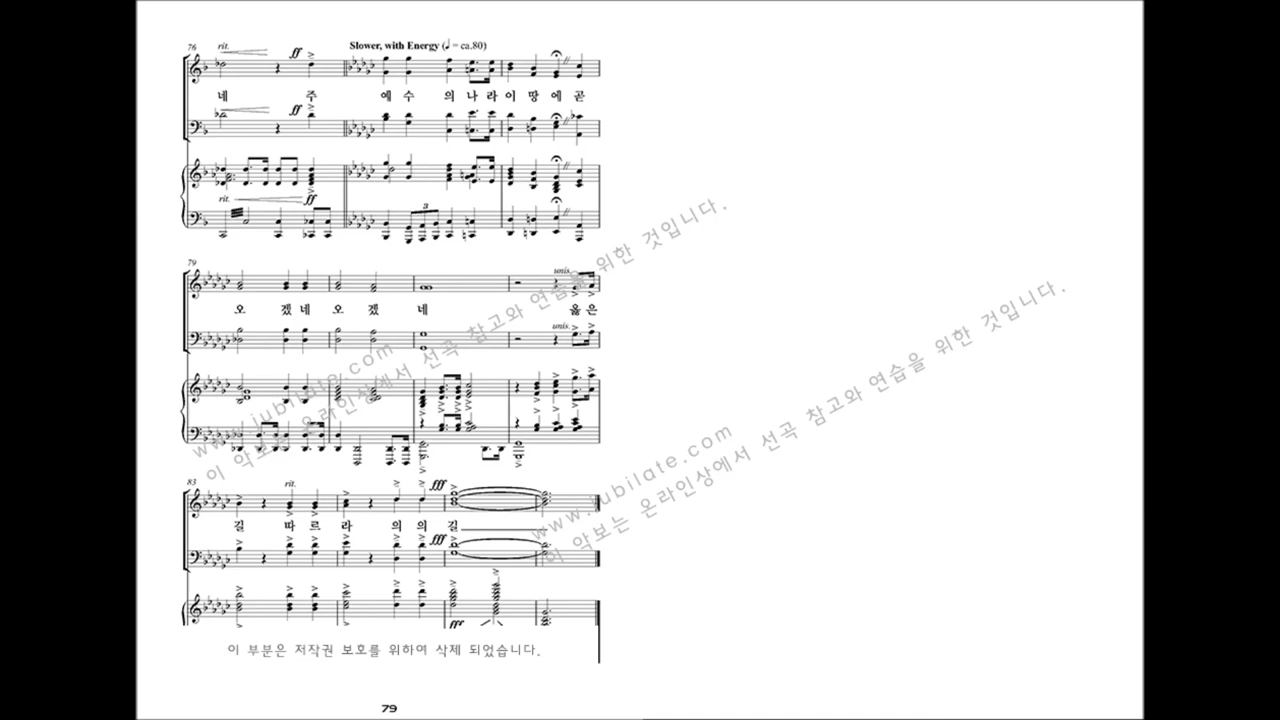 76 rit. ff Slower, with Energy (♩ = ca.80)
네 주 예 수 의 나 라 이 땅 에 곧
ff
rit. ff
3
79 unis.
오 겠 네 오 겠 네 옳 은
unis.
83 rit. fff
길 따 르 라 의 의 길
fff
fff
이 부분은 저작권 보호를 위하여 삭제 되었습니다.
79
www.jubilate.com
이 악보는 온라인상에서 선곡 참고와 연습을 위한 것입니다.
www.jubilate.com
이 악보는 온라인상에서 선곡 참고와 연습을 위한 것입니다.